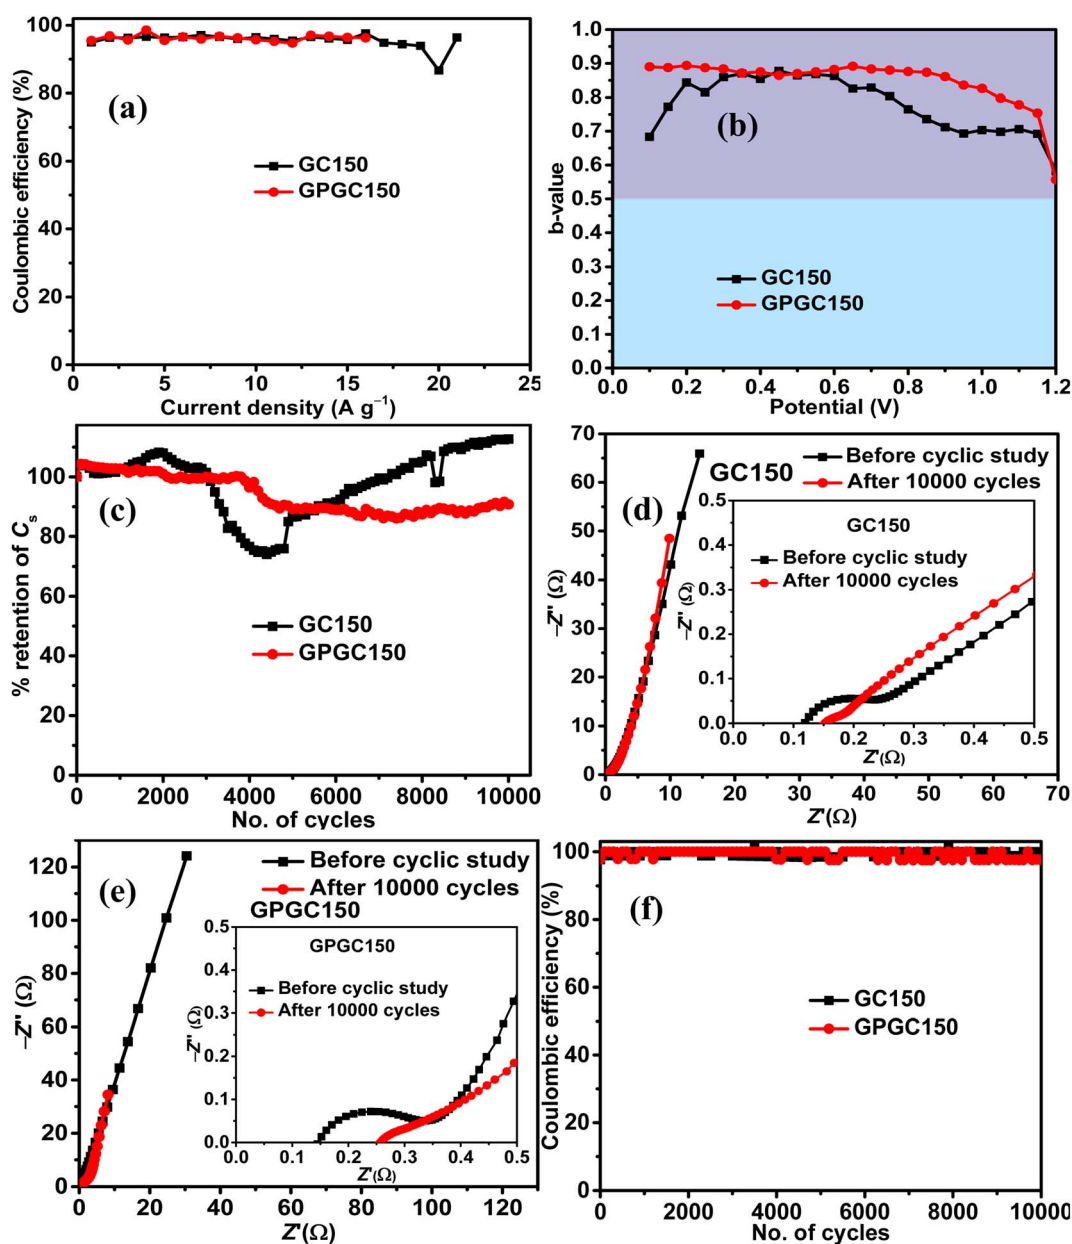 100
80
60
40
20
0
Coulombic efficiency (%)
(a)
GC150
GPGC150
0 5 10 15 20 25
Current density (A g⁻¹)
1.0
0.9
0.8
0.7
0.6
0.5
0.4
0.3
0.2
0.1
0.0
b-value
(b)
GC150
GPGC150
0.0 0.2 0.4 0.6 0.8 1.0 1.2
Potential (V)
100
80
60
40
20
0
% retention of Cs
(c)
GC150
GPGC150
0 2000 4000 6000 8000 10000
No. of cycles
70
60
50
40
30
20
10
0
–Z'' (Ω)
GC150
Before cyclic study
After 10000 cycles
(d)
0.5
0.4
0.3
0.2
0.1
0.0
–Z'' (Ω)
GC150
Before cyclic study
After 10000 cycles
0.0 0.1 0.2 0.3 0.4 0.5
Z'(Ω)
0 10 20 30 40 50 60 70
Z'(Ω)
120
100
80
60
40
20
0
–Z'' (Ω)
Before cyclic study
After 10000 cycles
(e)
GPGC150
0.5
0.4
0.3
0.2
0.1
0.0
–Z'' (Ω)
GPGC150
Before cyclic study
After 10000 cycles
0.0 0.1 0.2 0.3 0.4 0.5
Z'(Ω)
0 20 40 60 80 100 120
Z'(Ω)
100
80
60
40
20
0
Coulombic efficiency (%)
(f)
GC150
GPGC150
0 2000 4000 6000 8000 10000
No. of cycles